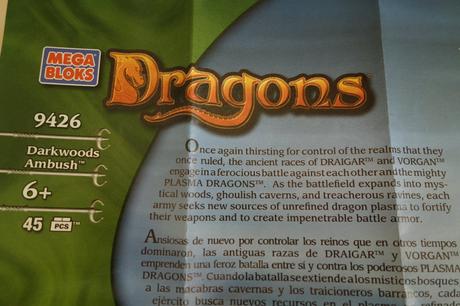 MEGA
BLOKS
Dragons
9426
Darkwoods
Ambush™
6+
45 PCS
Once again thirsting for control of the realms that they
once ruled, the ancient races of DRAIGAR™ and VORGAN™
engage in a ferocious battle against each other and the mighty
PLASMA DRAGONS™. As the battlefield expands into mys-
tical woods, ghoulish caverns, and treacherous ravines, each
army seeks new sources of unrefined dragon plasma to fortify
their weapons and to create impenetrable battle armor.
Ansiosas de nuevo por controlar los reinos que en otros tiempos
dominaron, las antiguas razas de DRAIGAR™ y VORGAN™
emprenden una feroz batalla entre sí y contra los poderosos PLASMA
DRAGONS™. Cuando la batalla se extiende a los místicos bosques
a las macabras cavernas y los traicioneros barrancos, cada
ejército busca nuevos recursos en el plasma